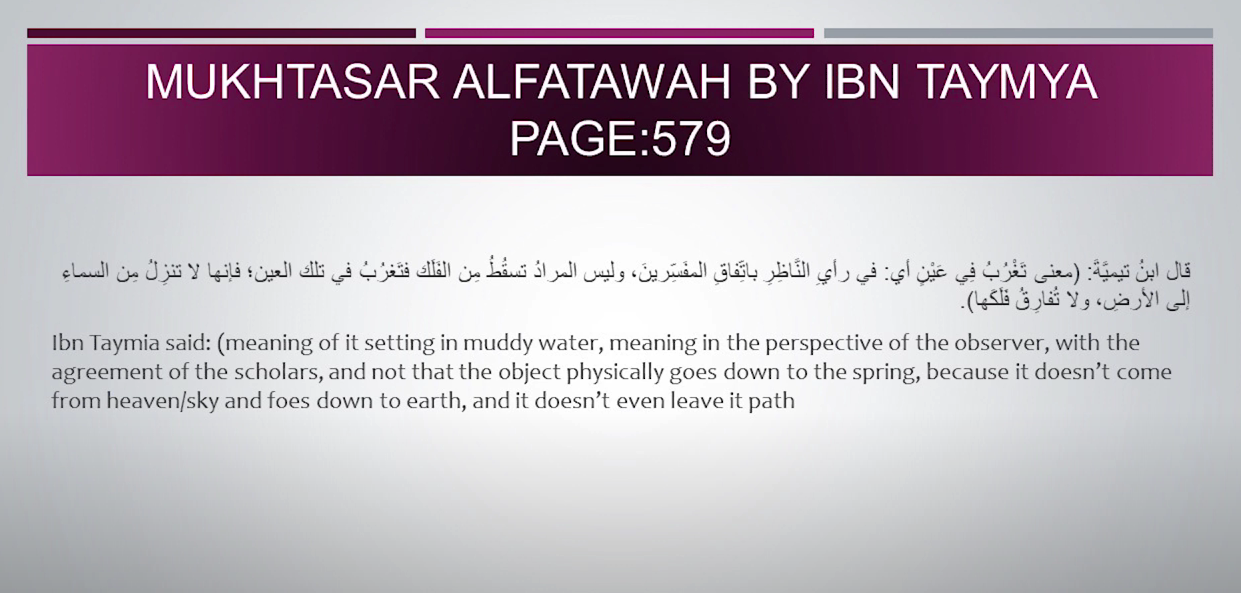 MUKHTASAR ALFATAWAH BY IBN TAYMYA
PAGE:579
قال ابنُ تيميَّةَ: (معنى تَغْرُبُ فِي عَيْنٍ أي: في رأيِ النَّاظِرِ باتِّفاقِ المفَسِّرينَ، وليس المرادُ تسقُطُ مِن الفَلَك فتَغرُبُ في تلك العين؛ فإنها لا تنزِلُ مِن السماءِ
إلى الأرضِ، ولا تُفارِقُ فَلَكَها).
Ibn Taymia said: (meaning of it setting in muddy water, meaning in the perspective of the observer, with the
agreement of the scholars, and not that the object physically goes down to the spring, because it doesn’t come
from heaven/sky and foes down to earth, and it doesn’t even leave it path